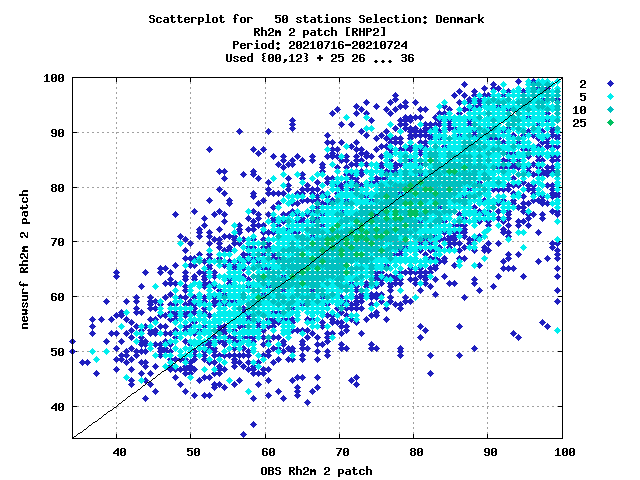 Scatterplot for   50 stations Selection: Denmark
Rh2m 2 patch [RHP2]
Period: 20210716-20210724
Used {00,12} + 25 26 ... 36
2
5
10
25
100
90
80
70
60
50
40
newsurf Rh2m 2 patch
40 50 60 70 80 90 100
OBS Rh2m 2 patch